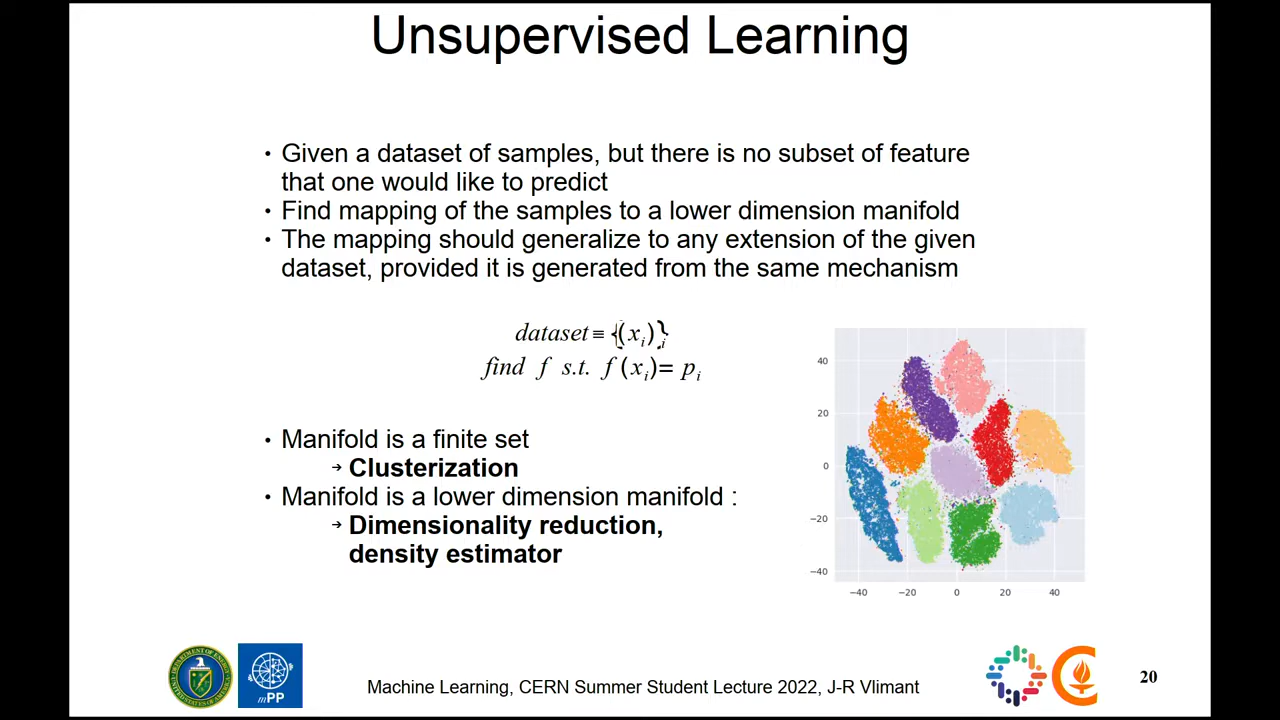 Unsupervised Learning
• Given a dataset of samples, but there is no subset of feature
that one would like to predict
• Find mapping of the samples to a lower dimension manifold
• The mapping should generalize to any extension of the given
dataset, provided it is generated from the same mechanism
dataset ≡ {(xᵢ)}ᵢ
find f s.t. f(xᵢ)= pᵢ
• Manifold is a finite set
→ Clusterization
• Manifold is a lower dimension manifold :
→ Dimensionality reduction,
density estimator
40
20
0
−20
−40
−40 −20 0 20 40
mPP
Machine Learning, CERN Summer Student Lecture 2022, J-R Vlimant
20